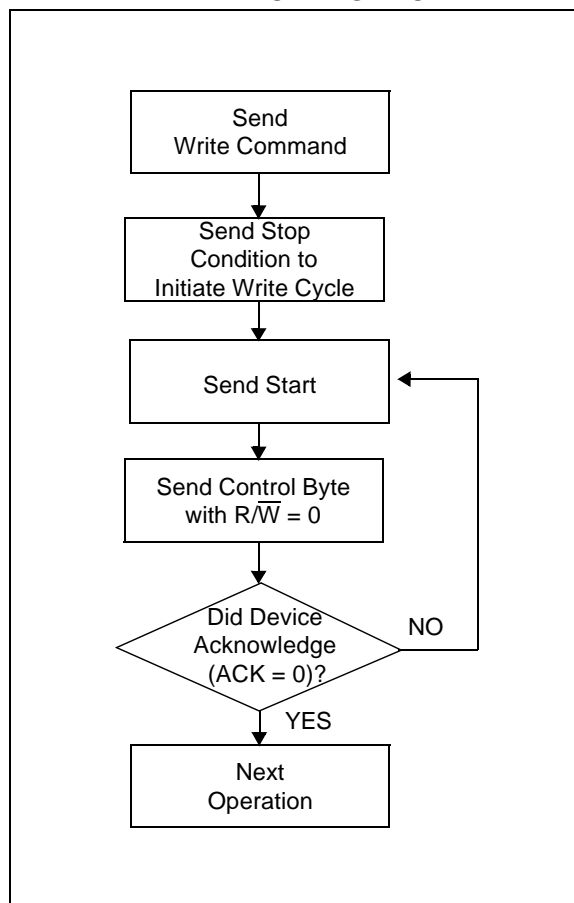 Send
Write Command
Send Stop
Condition to
Initiate Write Cycle
Send Start
Send Control Byte
with R/W̅ = 0
Did Device
Acknowledge
(ACK = 0)?
NO
YES
Next
Operation